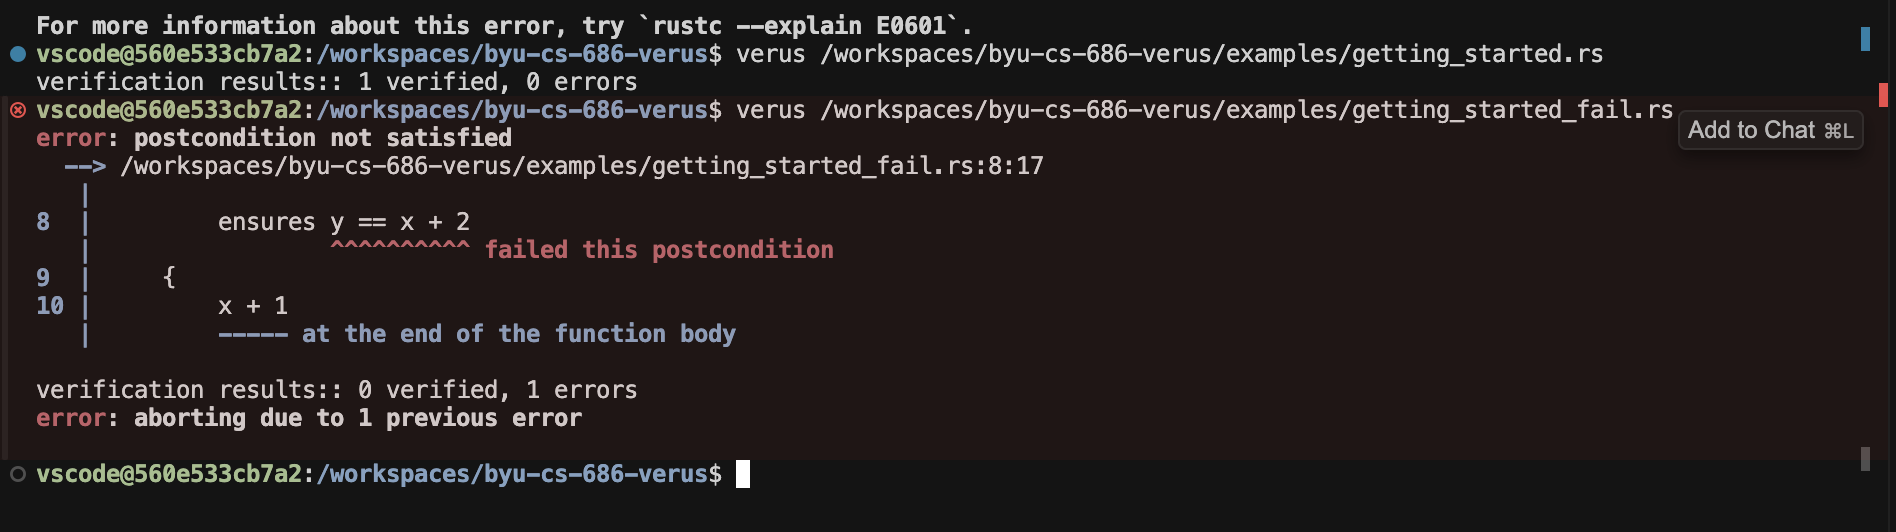 For more information about this error, try `rustc --explain E0601`.
vscode@560e533cb7a2:/workspaces/byu-cs-686-verus$ verus /workspaces/byu-cs-686-verus/examples/getting_started.rs
verification results:: 1 verified, 0 errors
vscode@560e533cb7a2:/workspaces/byu-cs-686-verus$ verus /workspaces/byu-cs-686-verus/examples/getting_started_fail.rs
Add to Chat ⌘L
error: postcondition not satisfied
  --> /workspaces/byu-cs-686-verus/examples/getting_started_fail.rs:8:17
   |
8  |         ensures y == x + 2
   |                 ^^^^^^^^^^ failed this postcondition
9  |     {
10 |         x + 1
   |         ----- at the end of the function body
verification results:: 0 verified, 1 errors
error: aborting due to 1 previous error
vscode@560e533cb7a2:/workspaces/byu-cs-686-verus$